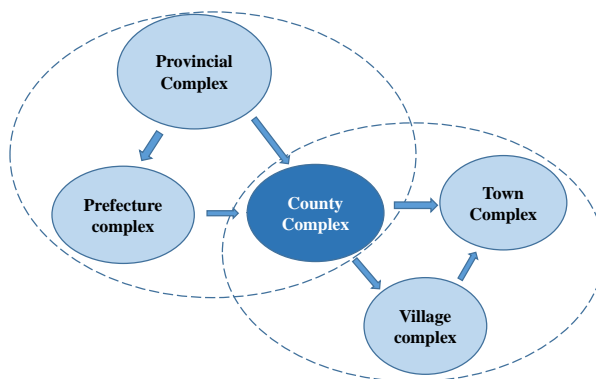 Provincial
Complex
Prefecture
complex
County
Complex
Town
Complex
Village
complex